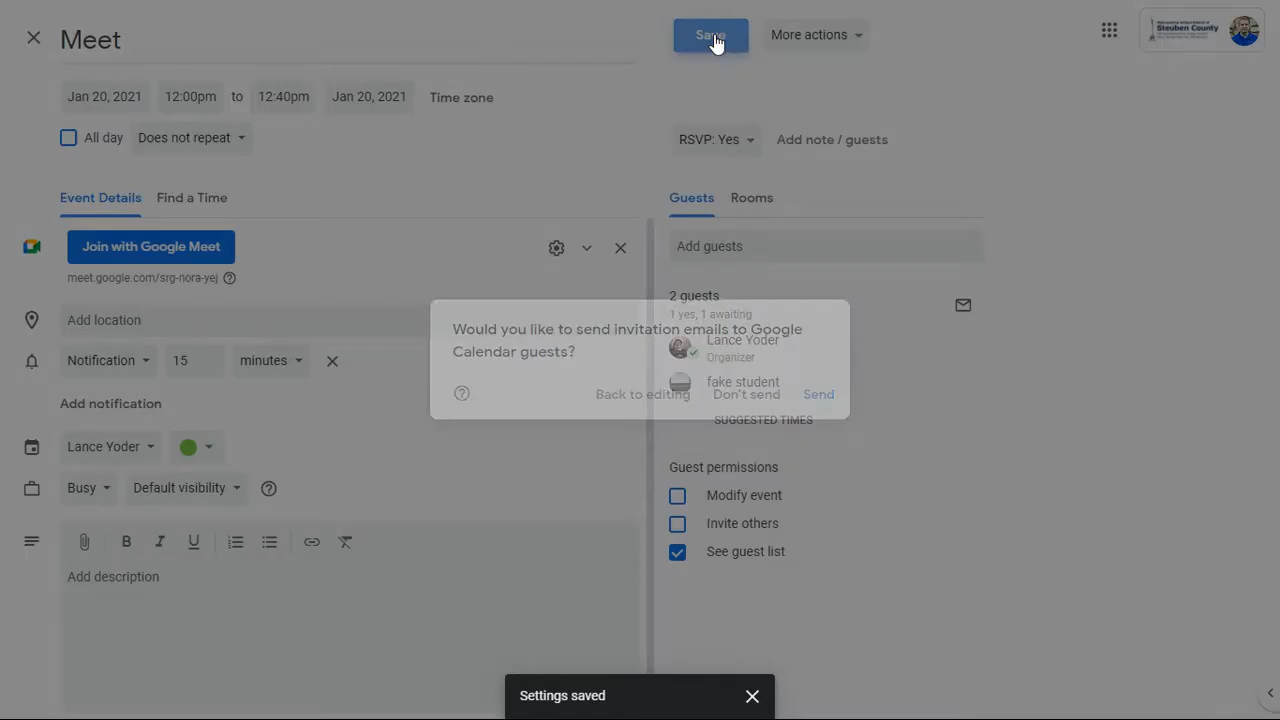 Meet
Save
More actions
Steuben County
Jan 20, 2021 12:00pm to 12:40pm Jan 20, 2021 Time zone
All day Does not repeat
RSVP: Yes Add note / guests
Event Details Find a Time
Guests Rooms
Join with Google Meet
meet.google.com/srg-nora-yej
Add location
Notification 15 minutes
Add notification
Lance Yoder
Busy Default visibility
Add description
Add guests
2 guests
1 yes, 1 awaiting
Lance Yoder
Organizer
fake student
SUGGESTED TIMES
Guest permissions
Modify event
Invite others
See guest list
Would you like to send invitation emails to Google
Calendar guests?
Back to editing Don't send Send
Settings saved